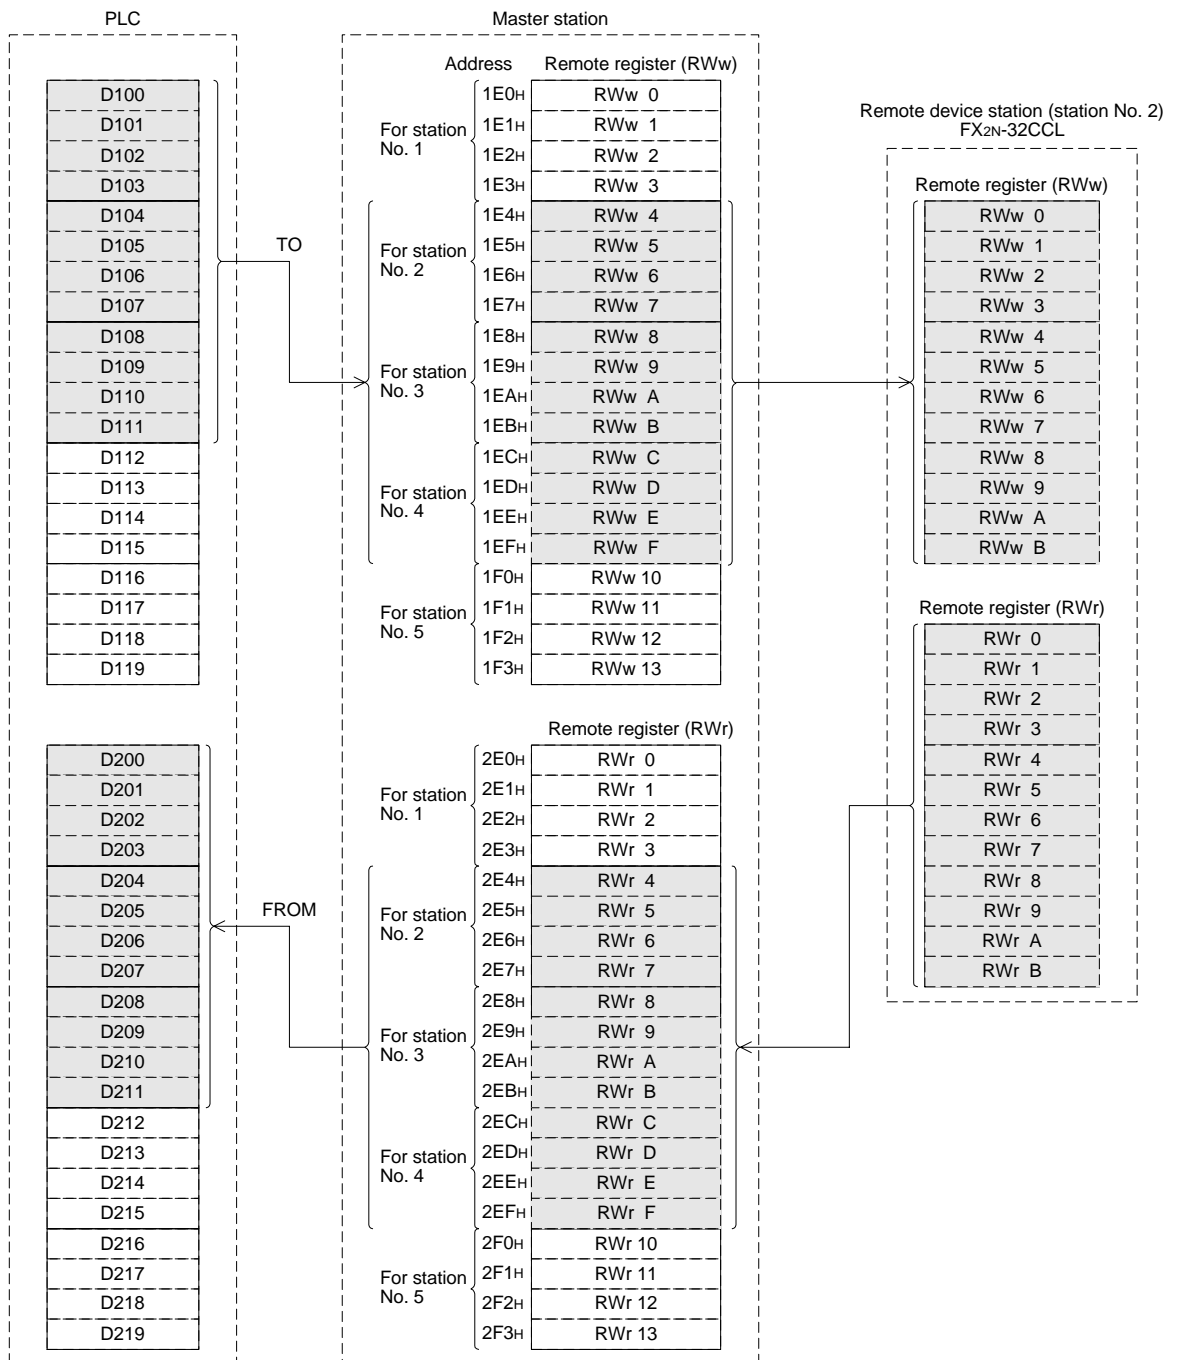 PLC
Master station
Address
Remote register (RWw)
D100
D101
D102
D103
D104
D105
D106
D107
D108
D109
D110
D111
D112
D113
D114
D115
D116
D117
D118
D119
TO
For station
No. 1
1E0H RWw 0
1E1H RWw 1
1E2H RWw 2
1E3H RWw 3
For station
No. 2
1E4H RWw 4
1E5H RWw 5
1E6H RWw 6
1E7H RWw 7
For station
No. 3
1E8H RWw 8
1E9H RWw 9
1EAH RWw A
1EBH RWw B
For station
No. 4
1ECH RWw C
1EDH RWw D
1EEH RWw E
1EFH RWw F
For station
No. 5
1F0H RWw 10
1F1H RWw 11
1F2H RWw 12
1F3H RWw 13
Remote device station (station No. 2)
FX2N-32CCL
Remote register (RWw)
RWw 0
RWw 1
RWw 2
RWw 3
RWw 4
RWw 5
RWw 6
RWw 7
RWw 8
RWw 9
RWw A
RWw B
Remote register (RWr)
RWr 0
RWr 1
RWr 2
RWr 3
RWr 4
RWr 5
RWr 6
RWr 7
RWr 8
RWr 9
RWr A
RWr B
D200
D201
D202
D203
D204
D205
D206
D207
D208
D209
D210
D211
D212
D213
D214
D215
D216
D217
D218
D219
FROM
Remote register (RWr)
For station
No. 1
2E0H RWr 0
2E1H RWr 1
2E2H RWr 2
2E3H RWr 3
For station
No. 2
2E4H RWr 4
2E5H RWr 5
2E6H RWr 6
2E7H RWr 7
For station
No. 3
2E8H RWr 8
2E9H RWr 9
2EAH RWr A
2EBH RWr B
For station
No. 4
2ECH RWr C
2EDH RWr D
2EEH RWr E
2EFH RWr F
For station
No. 5
2F0H RWr 10
2F1H RWr 11
2F2H RWr 12
2F3H RWr 13